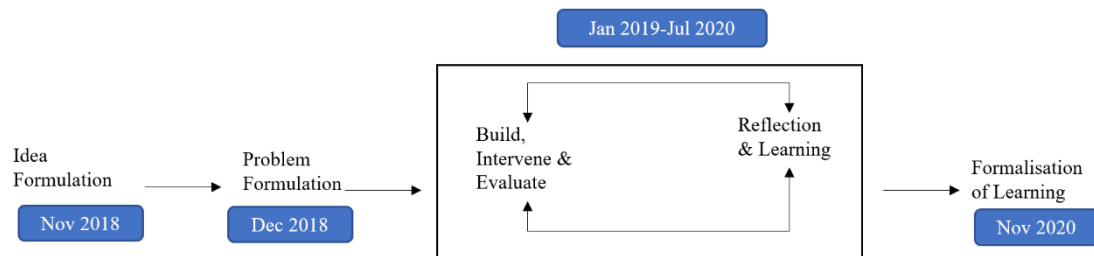 Jan 2019-Jul 2020
Idea
Formulation
Nov 2018
Problem
Formulation
Dec 2018
Build,
Intervene &
Evaluate
Reflection
& Learning
Formalisation
of Learning
Nov 2020